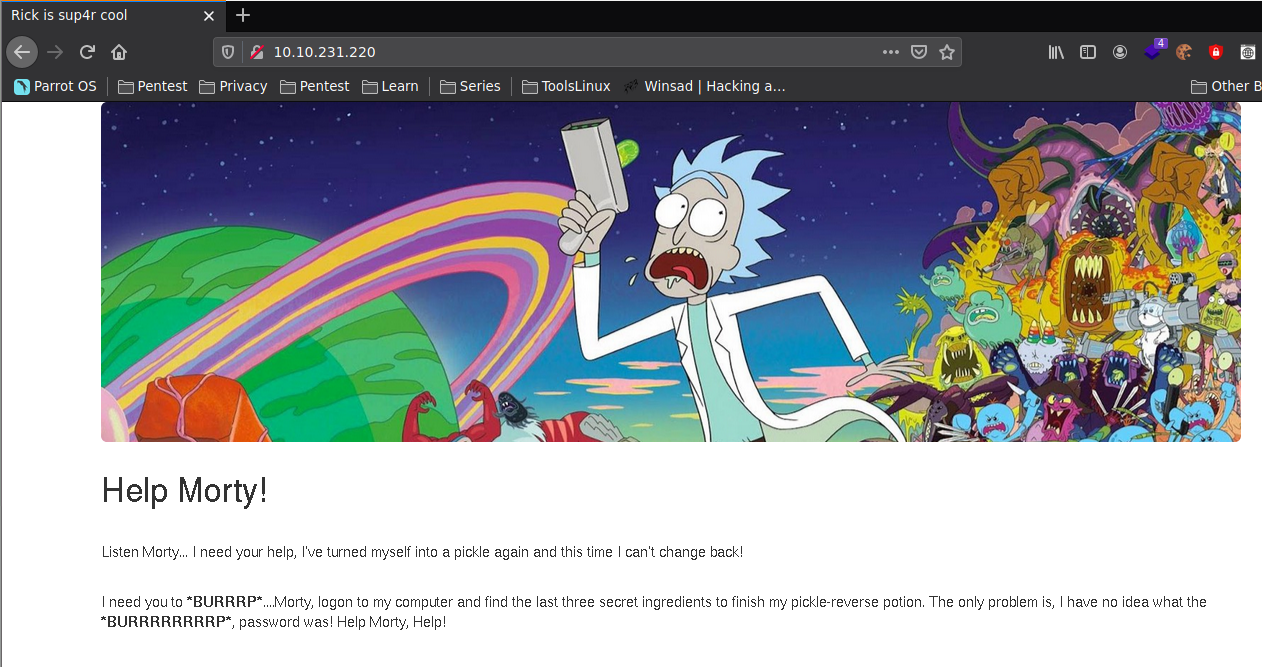 Rick is sup4r cool
10.10.231.220
4
Parrot OS Pentest Privacy Pentest Learn Series ToolsLinux Winsad | Hacking a... Other B
Help Morty!
Listen Morty... I need your help, I've turned myself into a pickle again and this time I can't change back!
I need you to *BURRRP*....Morty, logon to my computer and find the last three secret ingredients to finish my pickle-reverse potion. The only problem is, I have no idea what the
*BURRRRRRRRP*, password was! Help Morty, Help!